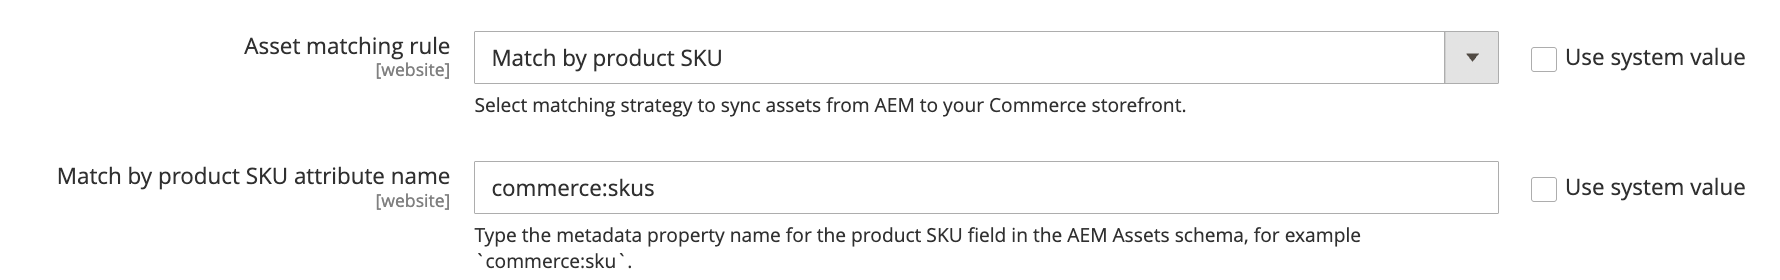 Asset matching rule
[website]
Match by product SKU
Use system value
Select matching strategy to sync assets from AEM to your Commerce storefront.
Match by product SKU attribute name
[website]
commerce:skus
Use system value
Type the metadata property name for the product SKU field in the AEM Assets schema, for example
`commerce:sku`.